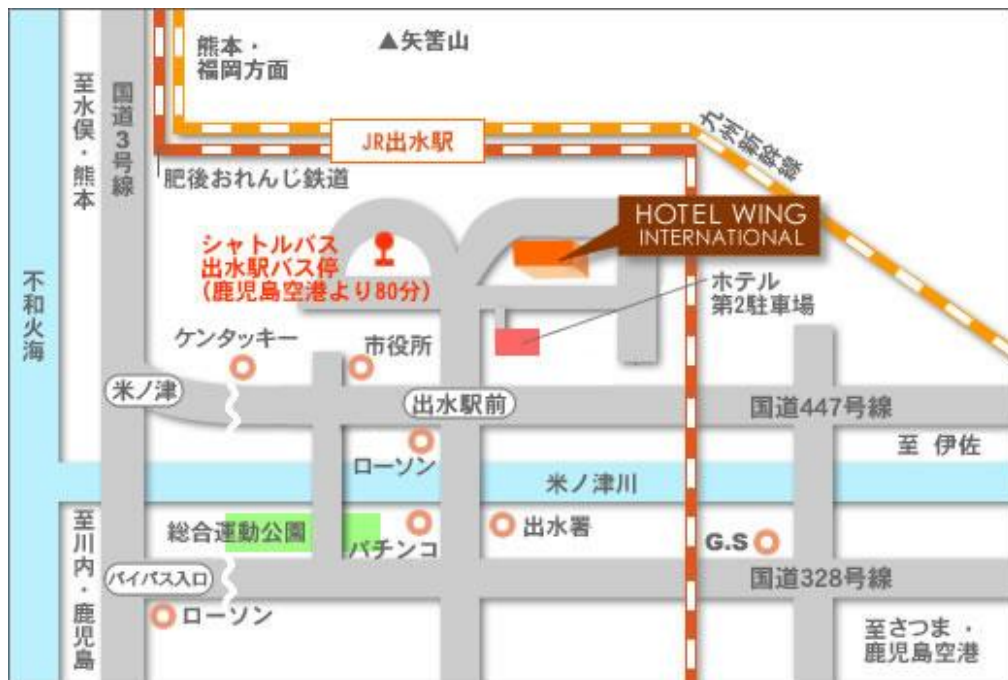 熊本・
福岡方面
▲矢筈山
至水俣・熊本
国道3号線
JR出水駅
九州新幹線
肥後おれんじ鉄道
HOTEL WING
INTERNATIONAL
シャトルバス
出水駅バス停
(鹿児島空港より80分)
ホテル
第2駐車場
不和火海
ケンタッキー
市役所
米ノ津
出水駅前
国道447号線
至 伊佐
ローソン
米ノ津川
至川内・鹿児島
総合運動公園
パチンコ
出水署
G.S
バイパス入口
国道328号線
ローソン
至さつま・
鹿児島空港